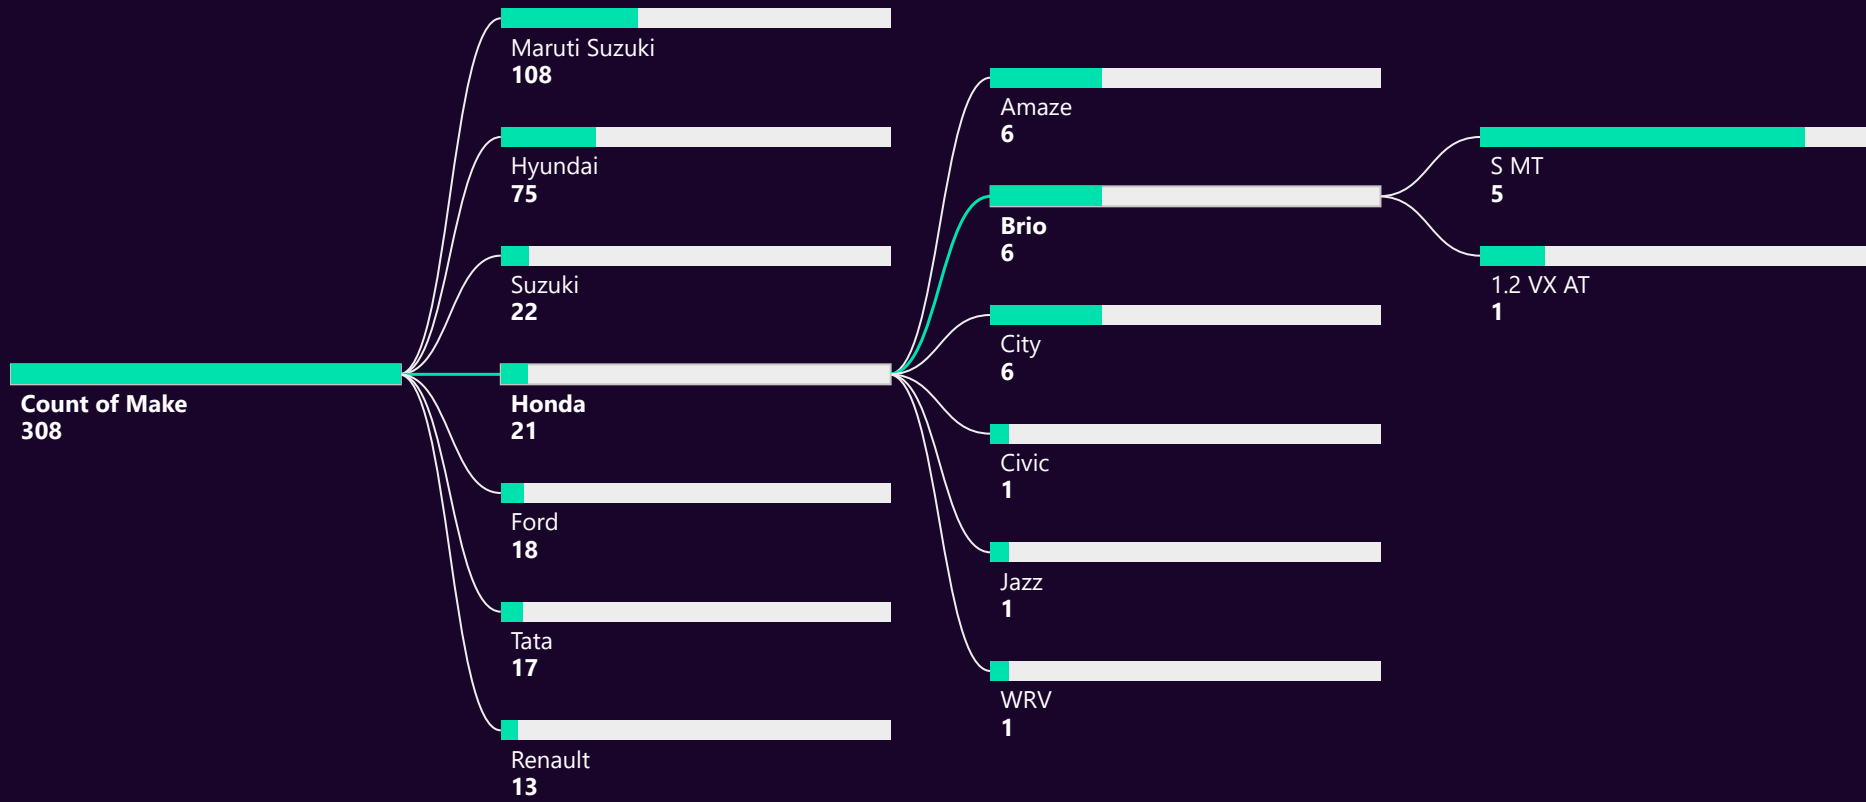 Count of Make
308
Maruti Suzuki
108
Hyundai
75
Suzuki
22
Honda
21
Ford
18
Tata
17
Renault
13
Amaze
6
Brio
6
City
6
Civic
1
Jazz
1
WRV
1
S MT
5
1.2 VX AT
1